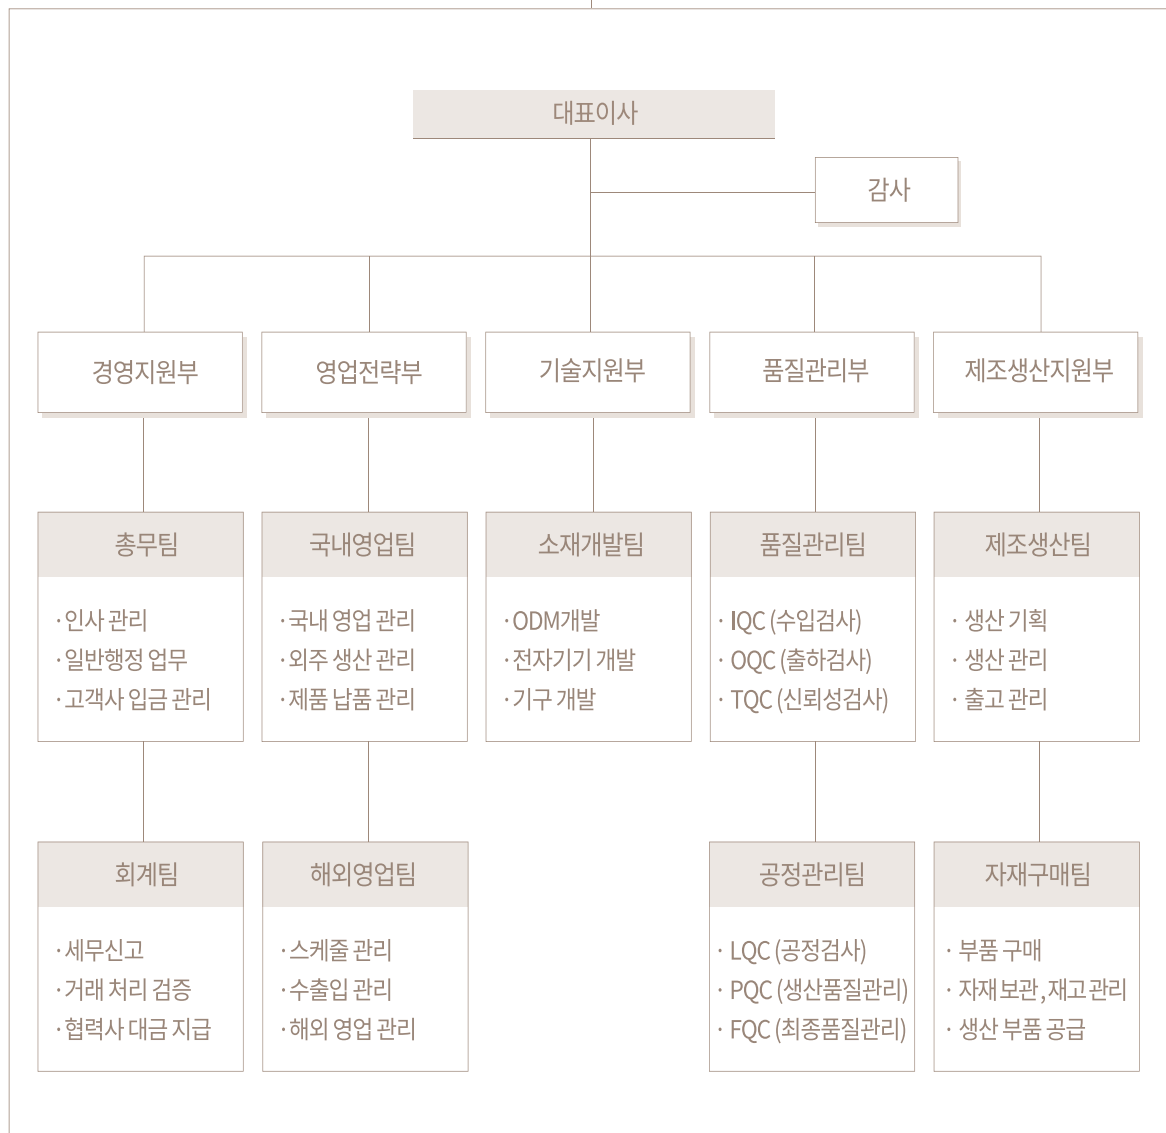 대표이사
감사
경영지원부
영업전략부
기술지원부
품질관리부
제조생산지원부
총무팀
· 인사 관리
· 일반행정 업무
· 고객사 입금 관리
국내영업팀
· 국내 영업 관리
· 외주 생산 관리
· 제품 납품 관리
소재개발팀
· ODM개발
· 전자기기 개발
· 기구 개발
품질관리팀
· IQC (수입검사)
· OQC (출하검사)
· TQC (신뢰성검사)
제조생산팀
· 생산 기획
· 생산 관리
· 출고 관리
회계팀
· 세무신고
· 거래 처리 검증
· 협력사 대금 지급
해외영업팀
· 스케줄 관리
· 수출입 관리
· 해외 영업 관리
공정관리팀
· LQC (공정검사)
· PQC (생산품질관리)
· FQC (최종품질관리)
자재구매팀
· 부품 구매
· 자재 보관, 재고 관리
· 생산 부품 공급